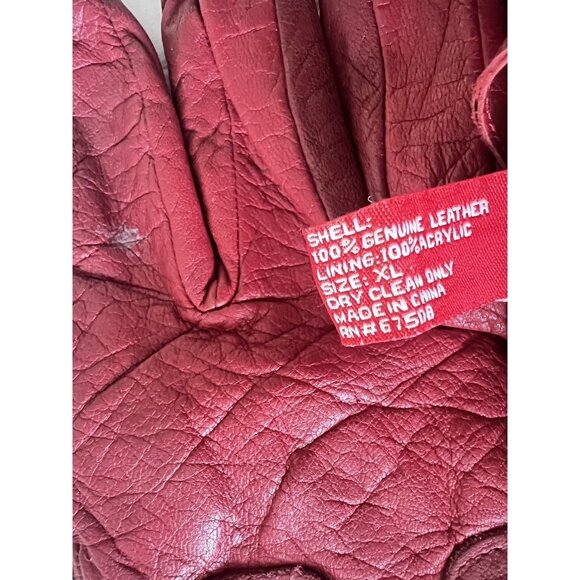 SHELL:
100% GENUINE LEATHER
LINING:100%ACRYLIC
SIZE: XL
DRY CLEAN ONLY
MADE IN CHINA
RN#67508